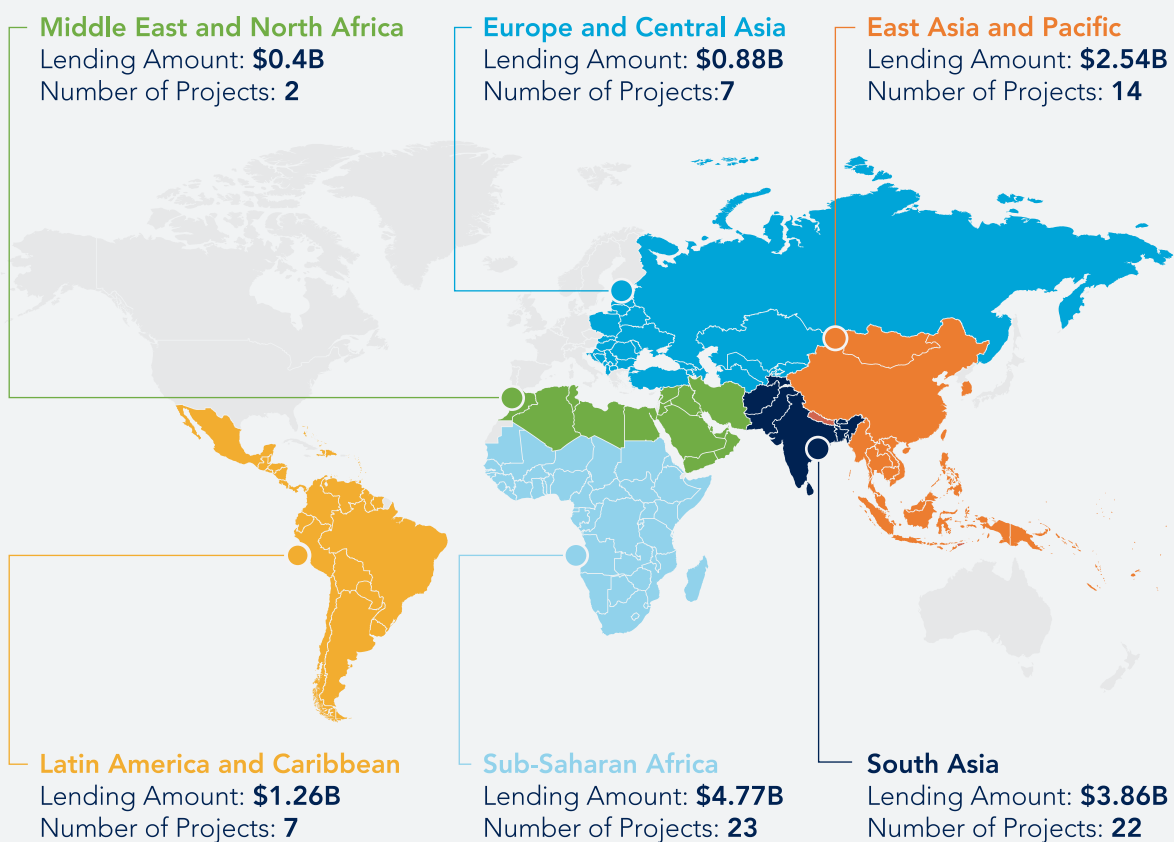 Middle East and North Africa
Lending Amount: $0.4B
Number of Projects: 2
Europe and Central Asia
Lending Amount: $0.88B
Number of Projects:7
East Asia and Pacific
Lending Amount: $2.54B
Number of Projects: 14
Latin America and Caribbean
Lending Amount: $1.26B
Number of Projects: 7
Sub-Saharan Africa
Lending Amount: $4.77B
Number of Projects: 23
South Asia
Lending Amount: $3.86B
Number of Projects: 22